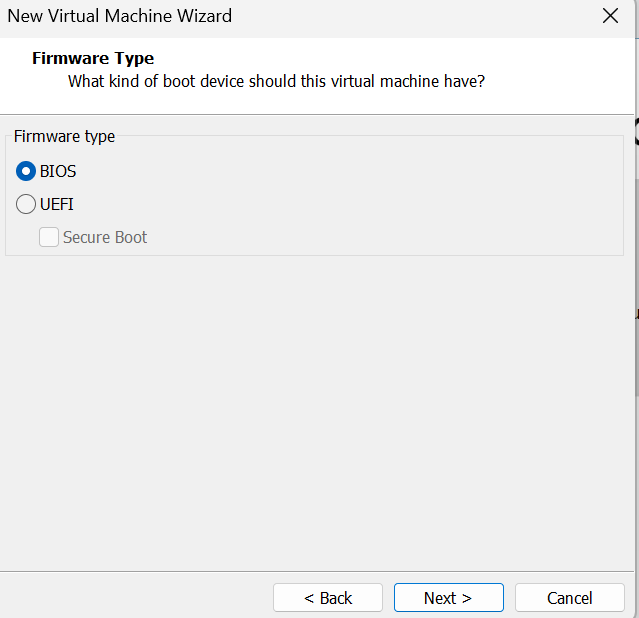 New Virtual Machine Wizard
Firmware Type
What kind of boot device should this virtual machine have?
Firmware type
BIOS
UEFI
Secure Boot
< Back
Next >
Cancel